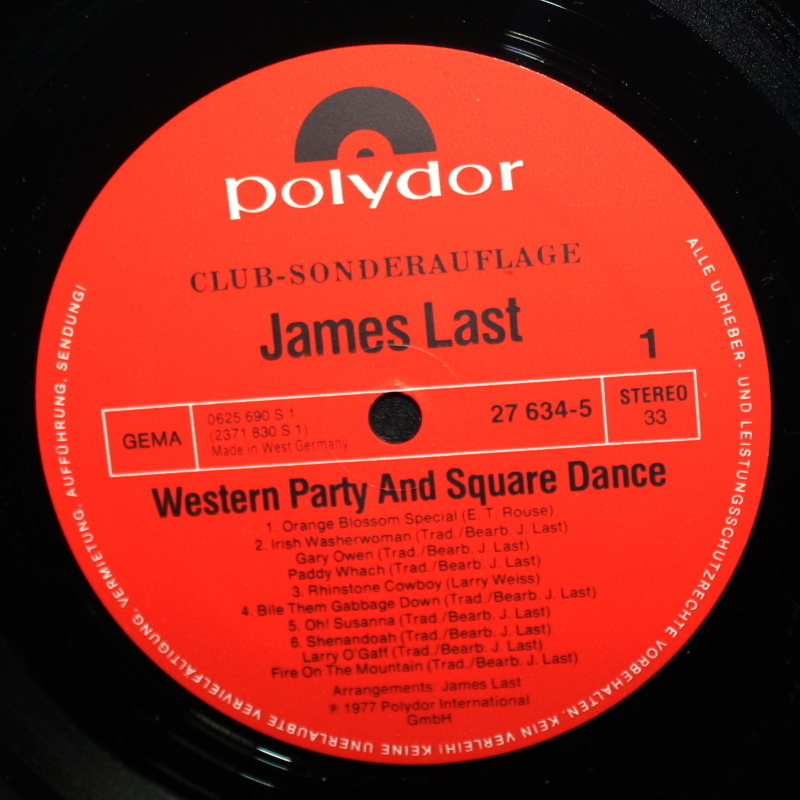 polydor
CLUB-SONDERAUFLAGE
James Last
1
GEMA
0625 690 S 1
(2371 830 S 1)
Made in West Germany
27 634-5
STEREO
33
Western Party And Square Dance
1. Orange Blossom Special (E. T. Rouse)
2. Irish Washerwoman (Trad./Bearb. J. Last)
Gary Owen (Trad./Bearb. J. Last)
Paddy Whach (Trad./Bearb. J. Last)
3. Rhinstone Cowboy (Larry Weiss)
4. Bile Them Gabbage Down (Trad./Bearb. J. Last)
5. Oh! Susanna (Trad./Bearb. J. Last)
6. Shenandoah (Trad./Bearb. J. Last)
Larry O'Gaff (Trad./Bearb. J. Last)
Fire On The Mountain (Trad./Bearb. J. Last)
Arrangements: James Last
℗ 1977 Polydor International
GmbH
ALLE URHEBER- UND LEISTUNGSSCHUTZRECHTE VORBEHALTEN. KEIN VERLEIH! KEINE UNERLAUBTE VERVIELFÄLTIGUNG, VERMIETUNG, AUFFÜHRUNG, SENDUNG!